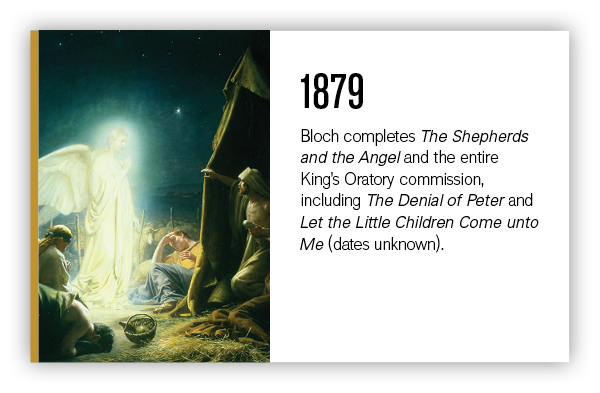 1879
Bloch completes The Shepherds
and the Angel and the entire
King's Oratory commission,
including The Denial of Peter and
Let the Little Children Come unto
Me (dates unknown).